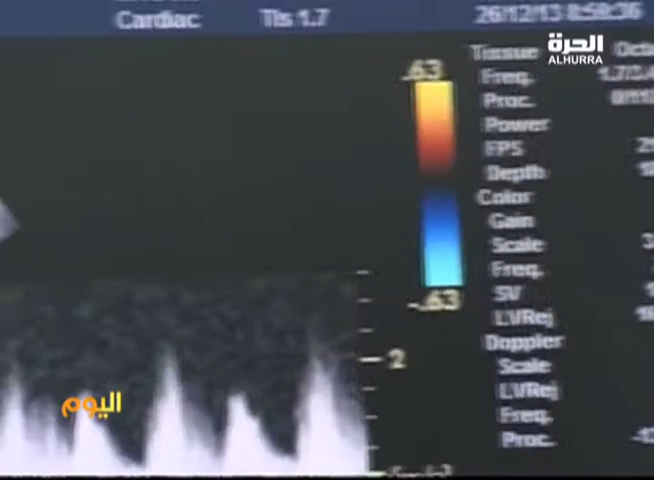 Cardiac TIs 1.7
26/12/13 8:50:36
الحرة
ALHURRA
Tissue
Freq.
Proc.
Power
FPS
Depth
Color
Gain
Scale
Freq.
SV
LVRej
Doppler
Scale
LVRej
Freq.
Proc.
.63
-.63
2
اليوم